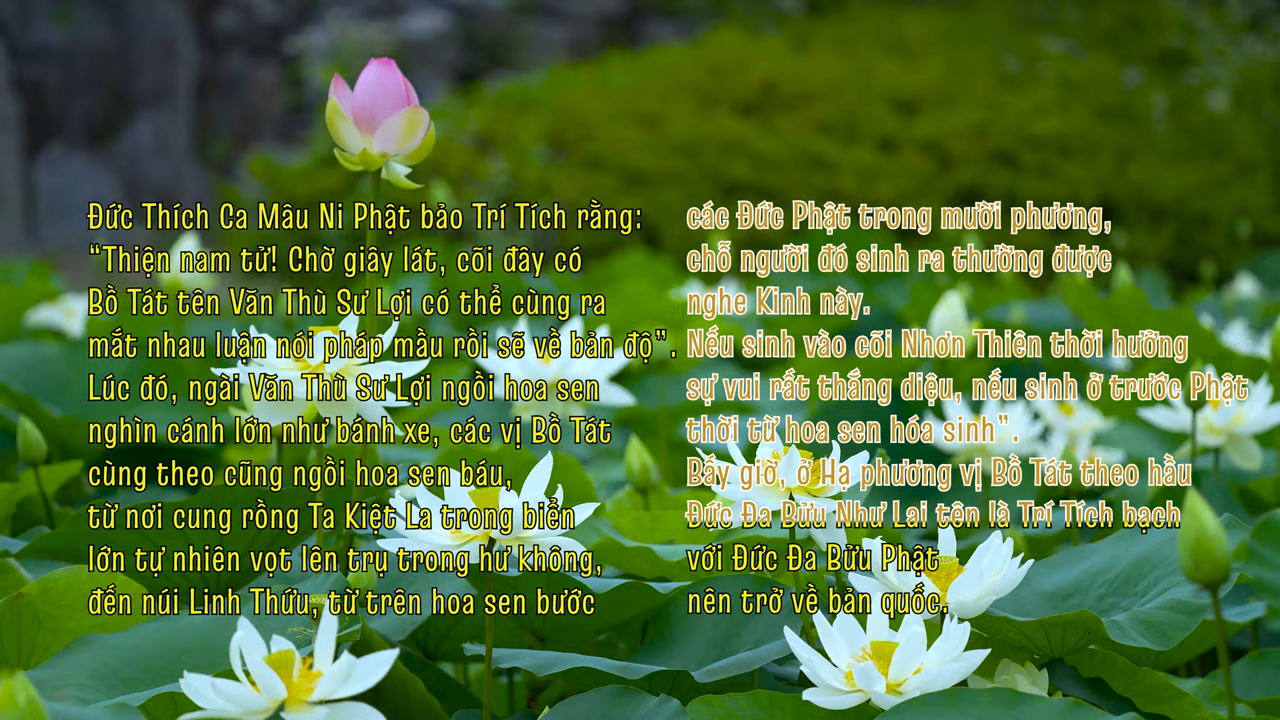 Đức Thích Ca Mâu Ni Phật bảo Trí Tích rằng:
“Thiện nam tử! Chờ giây lát, cõi đây có
Bồ Tát tên Văn Thù Sư Lợi có thể cùng ra
mắt nhau luận nói pháp mầu rồi sẽ về bản độ”.
Lúc đó, ngài Văn Thù Sư Lợi ngồi hoa sen
nghìn cánh lớn như bánh xe, các vị Bồ Tát
cùng theo cũng ngồi hoa sen báu,
từ nơi cung rồng Ta Kiệt La trong biển
lớn tự nhiên vọt lên trụ trong hư không,
đến núi Linh Thứu, từ trên hoa sen bước
các Đức Phật trong mười phương,
chỗ người đó sinh ra thường được
nghe Kinh này.
Nếu sinh vào cõi Nhơn Thiên thời hưởng
sự vui rất thắng diệu, nếu sinh ở trước Phật
thời từ hoa sen hóa sinh”.
Bấy giờ, ở Hạ phương vị Bồ Tát theo hầu
Đức Đa Bửu Như Lai tên là Trí Tích bạch
với Đức Đa Bửu Phật
nên trở về bản quốc.